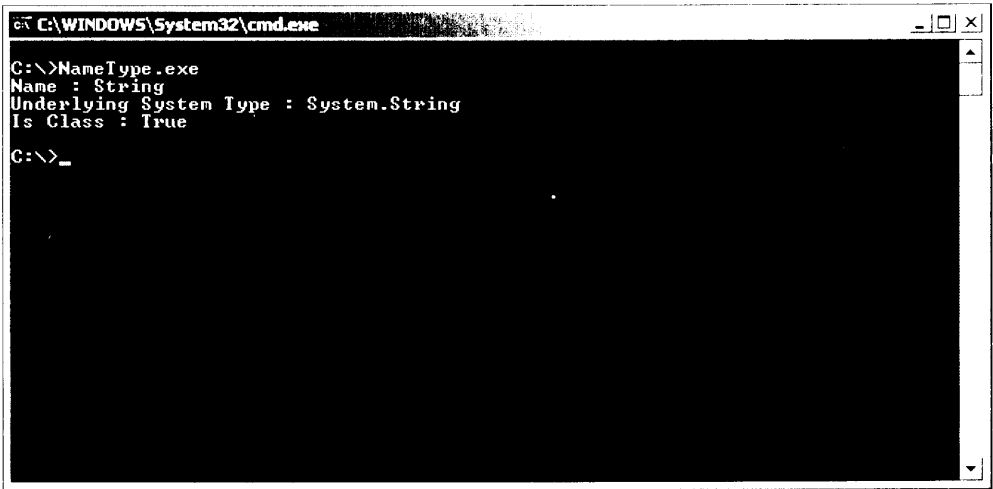 C:\WINDOWS\System32\cmd.exe
C:\>NameType.exe
Name : String
Underlying System Type : System.String
Is Class : True
C:\>_